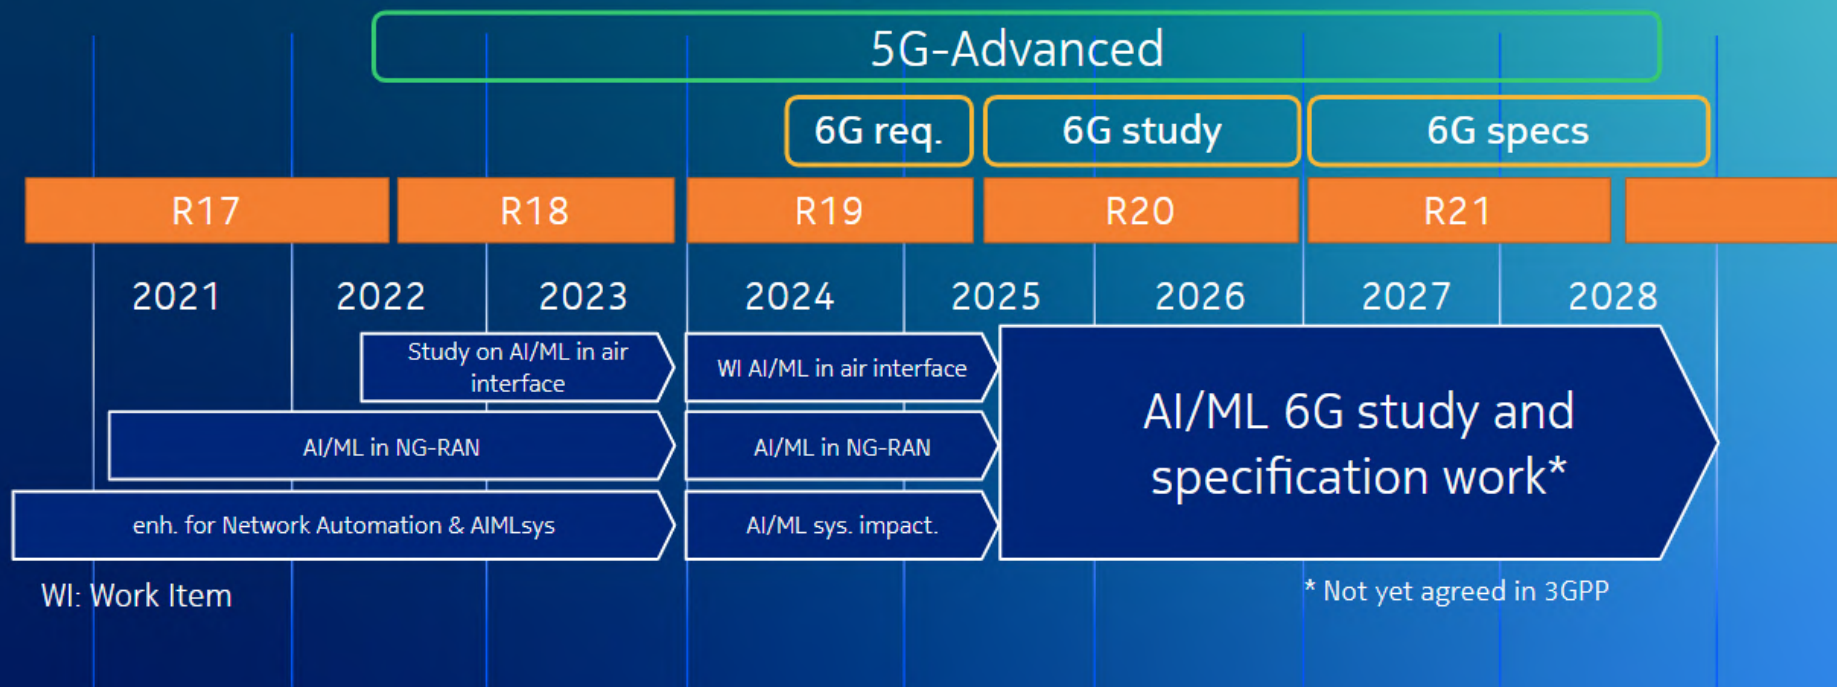 5G-Advanced
6G req.
6G study
6G specs
R17
R18
R19
R20
R21
2021
2022
2023
2024
2025
2026
2027
2028
Study on AI/ML in air
interface
WI AI/ML in air interface
AI/ML in NG-RAN
AI/ML in NG-RAN
enh. for Network Automation & AIMLsys
AI/ML sys. impact.
AI/ML 6G study and
specification work*
WI: Work Item
* Not yet agreed in 3GPP